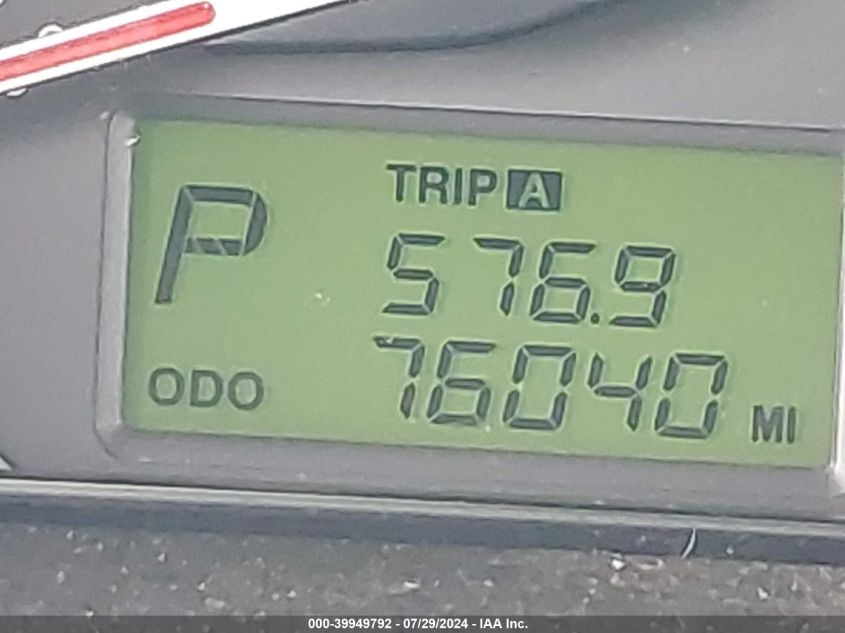 TRIP A
P
576.9
ODO 76040 MI
000-39949792 - 07/29/2024 - IAA Inc.